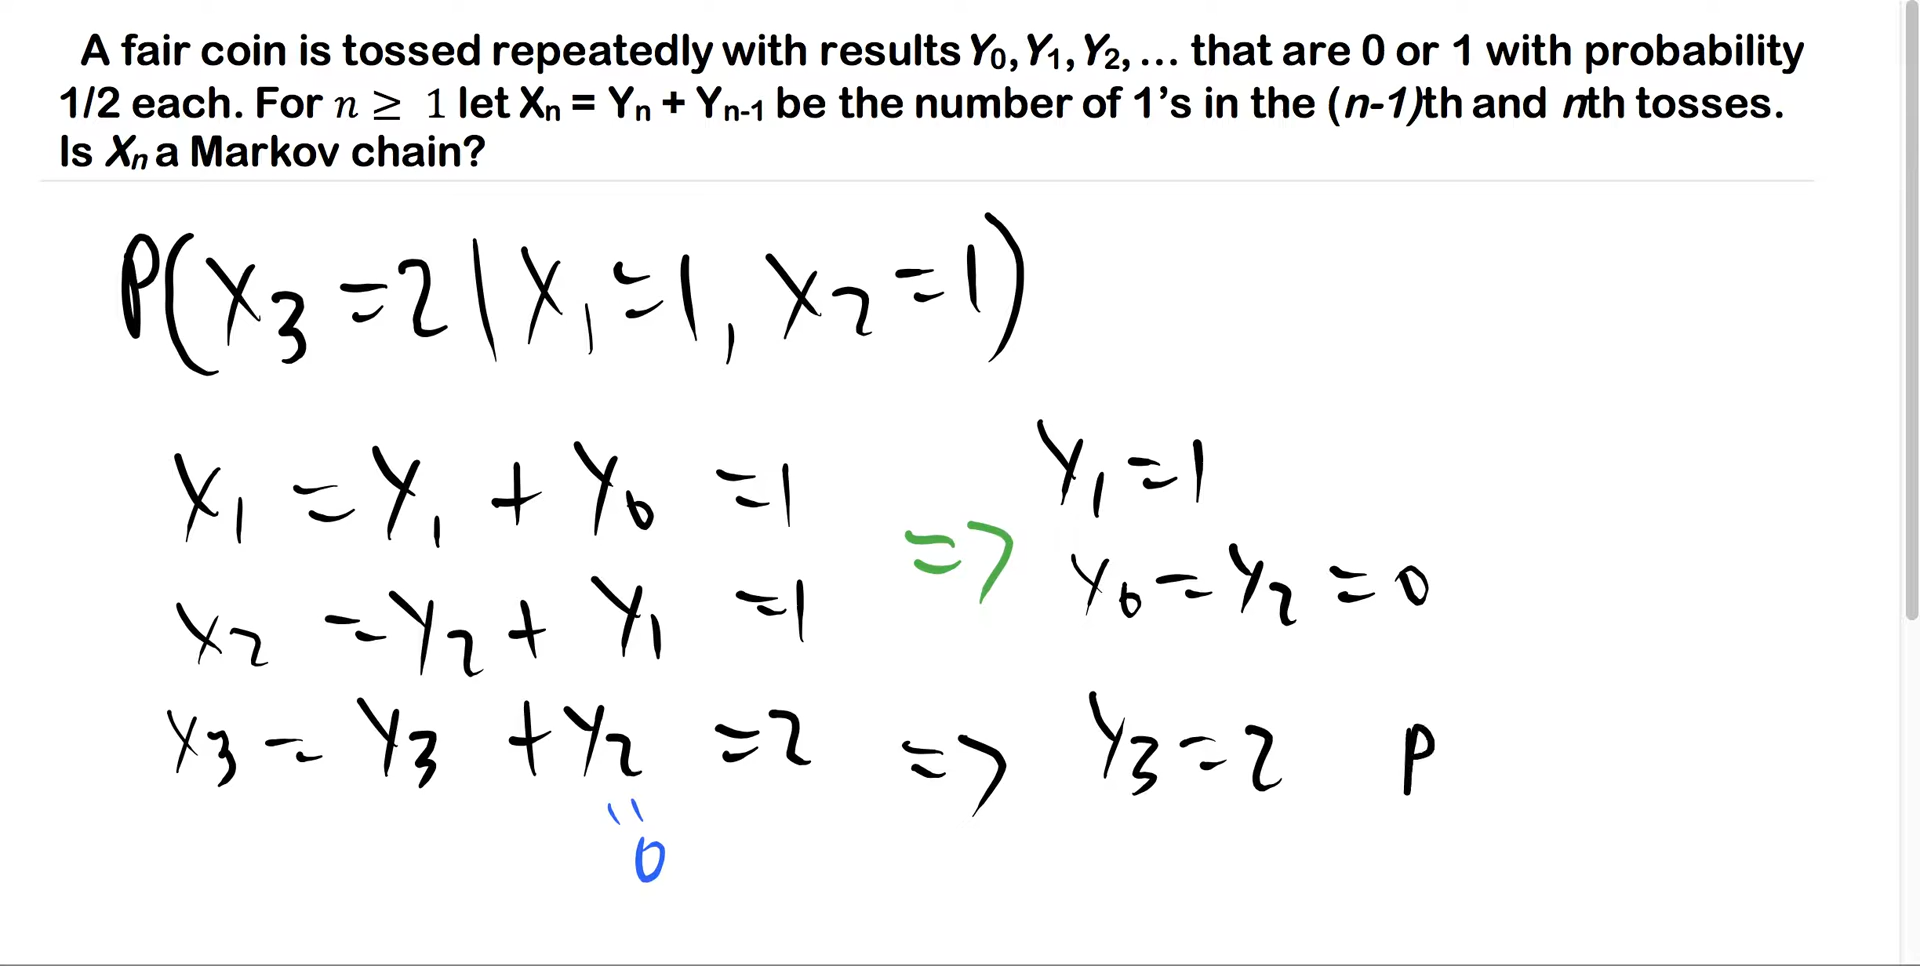 A fair coin is tossed repeatedly with results Y₀, Y₁, Y₂, … that are 0 or 1 with probability
1/2 each. For n ≥ 1 let Xₙ = Yₙ + Yₙ₋₁ be the number of 1’s in the (n-1)th and nth tosses.
Is Xₙ a Markov chain?
P(X₃ = 2 | X₁ = 1, X₂ = 1)
X₁ = Y₁ + Y₀ = 1
Y₁ = 1
=>
X₂ = Y₂ + Y₁ = 1
Y₀ = Y₂ = 0
X₃ = Y₃ + Y₂ = 2 => Y₃ = 2 P
"
0